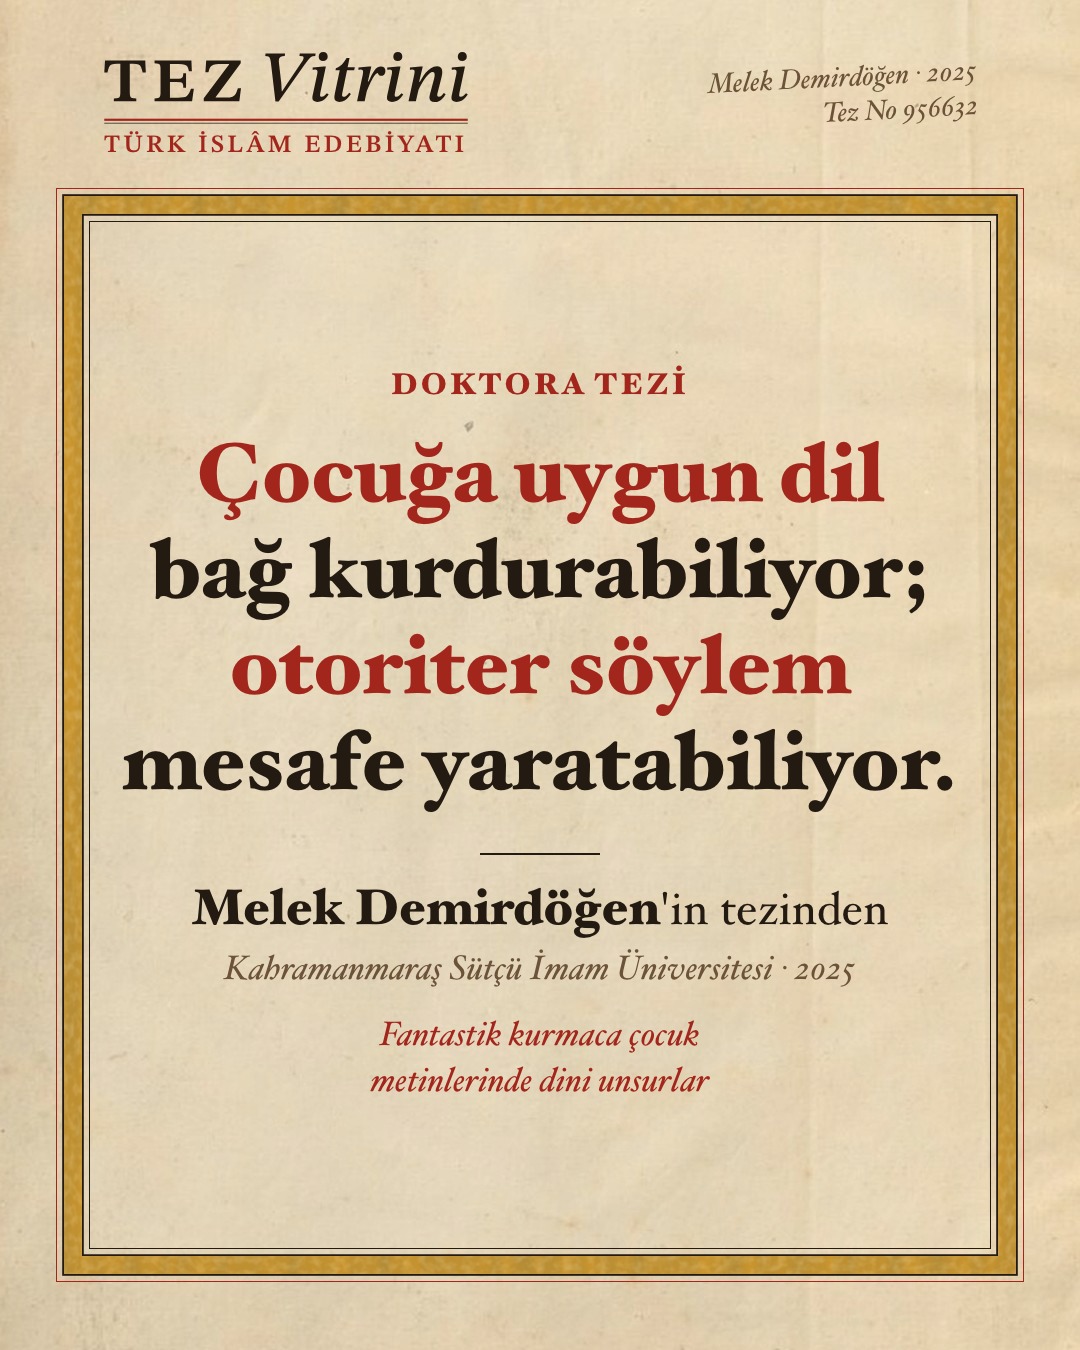 TEZ Vitrini
TÜRK İSLÂM EDEBİYATI
Melek Demirdöğen · 2025
Tez No 956632
DOKTORA TEZİ
Çocuğa uygun dil
bağ kurdurabiliyor;
otoriter söylem
mesafe yaratabiliyor.
Melek Demirdöğen'in tezinden
Kahramanmaraş Sütçü İmam Üniversitesi · 2025
Fantastik kurmaca çocuk
metinlerinde dini unsurlar